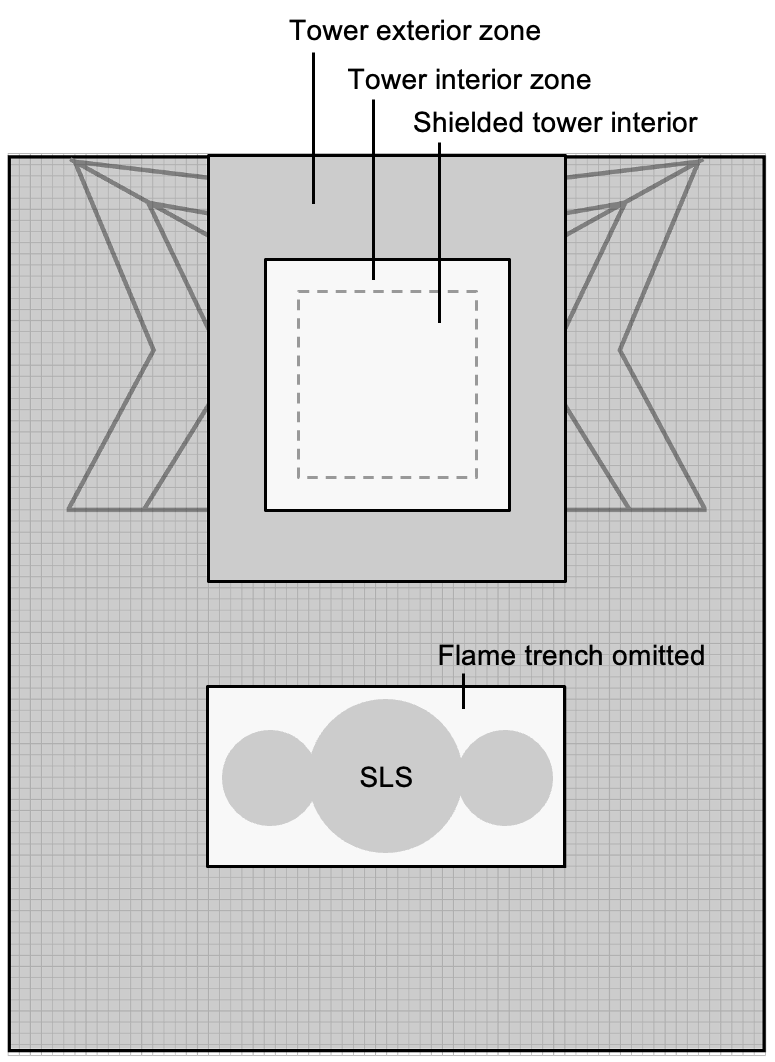 Tower exterior zone
Tower interior zone
Shielded tower interior
Flame trench omitted
SLS